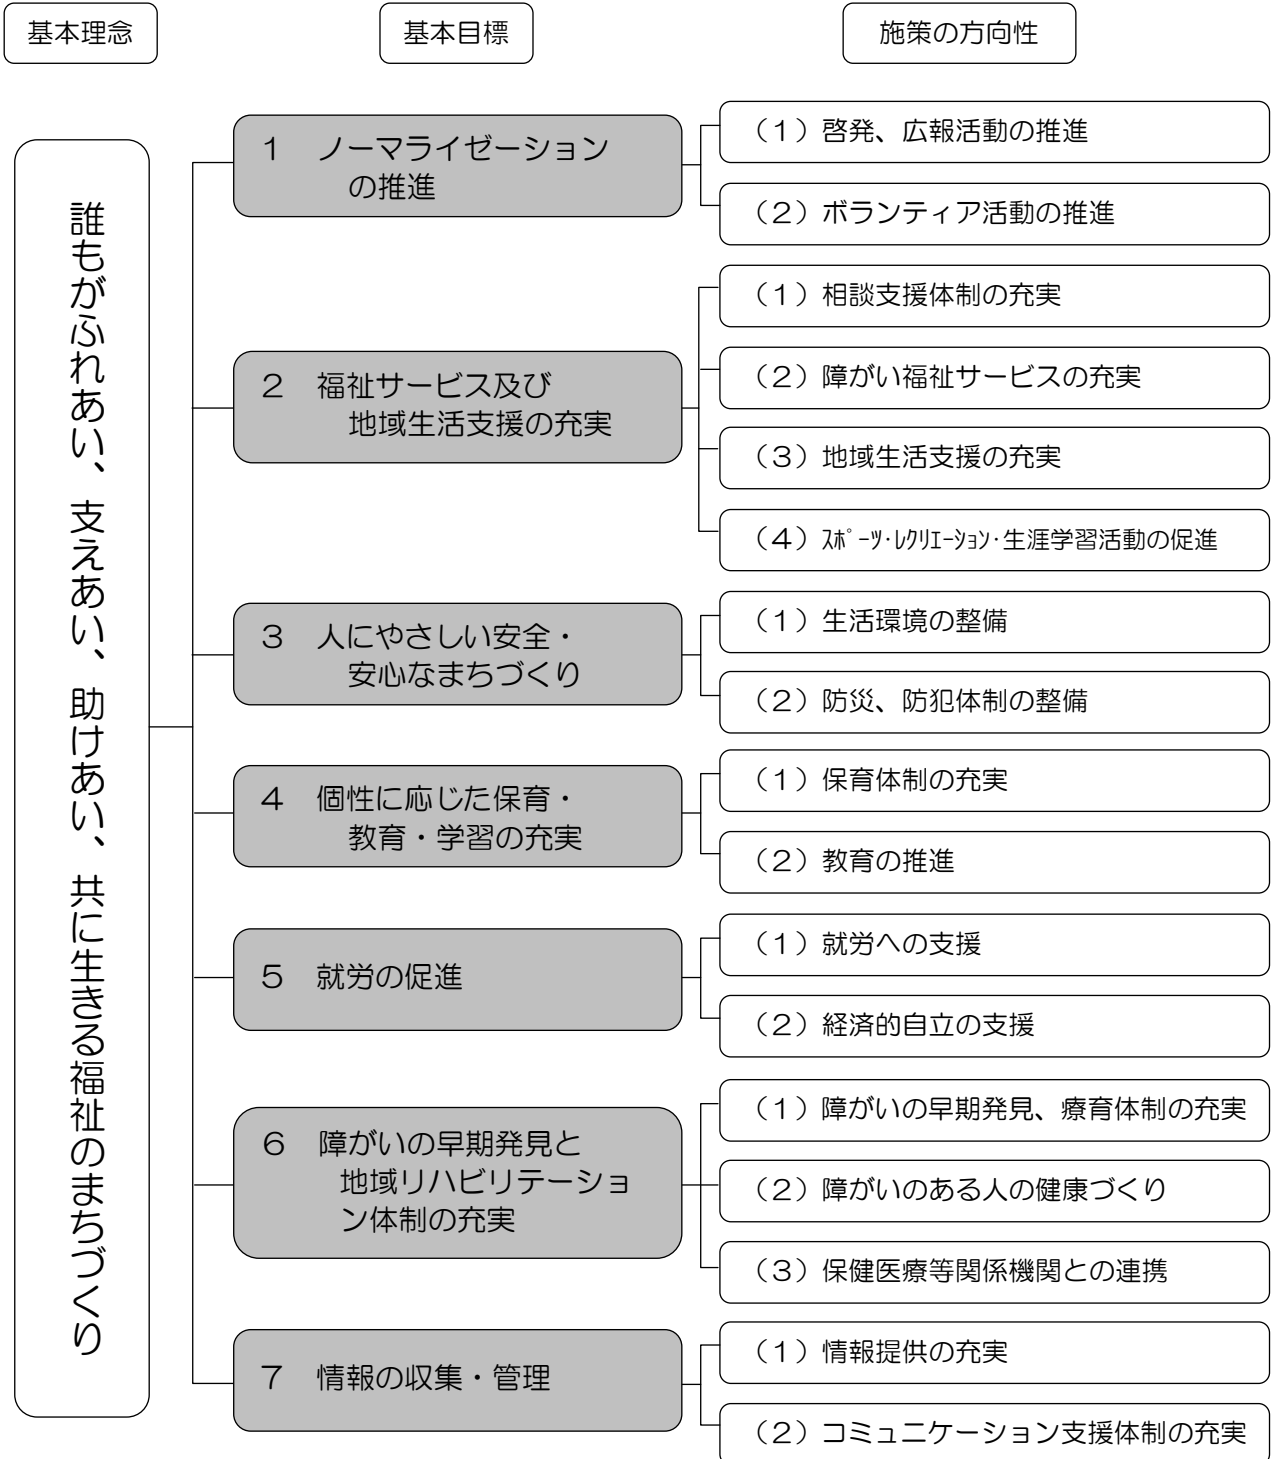 基本理念
基本目標
施策の方向性
誰もがふれあい、支えあい、助けあい、共に生きる福祉のまちづくり
１　ノーマライゼーション
の推進
（１）啓発、広報活動の推進
（２）ボランティア活動の推進
２　福祉サービス及び
地域生活支援の充実
（１）相談支援体制の充実
（２）障がい福祉サービスの充実
（３）地域生活支援の充実
（４）ｽﾎﾟｰﾂ･ﾚｸﾘｴｰｼｮﾝ･生涯学習活動の促進
３　人にやさしい安全・
安心なまちづくり
（１）生活環境の整備
（２）防災、防犯体制の整備
４　個性に応じた保育・
教育・学習の充実
（１）保育体制の充実
（２）教育の推進
５　就労の促進
（１）就労への支援
（２）経済的自立の支援
６　障がいの早期発見と
地域リハビリテーショ
ン体制の充実
（１）障がいの早期発見、療育体制の充実
（２）障がいのある人の健康づくり
（３）保健医療等関係機関との連携
７　情報の収集・管理
（１）情報提供の充実
（２）コミュニケーション支援体制の充実